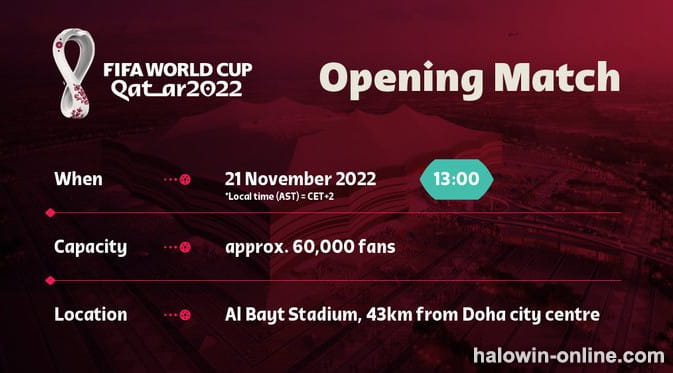 FIFA WORLD CUP
Qatar2022
Opening Match
When
21 November 2022
13:00
*Local time (AST) = CET+2
Capacity
approx. 60,000 fans
Location
Al Bayt Stadium, 43km from Doha city centre
halowin-online.com